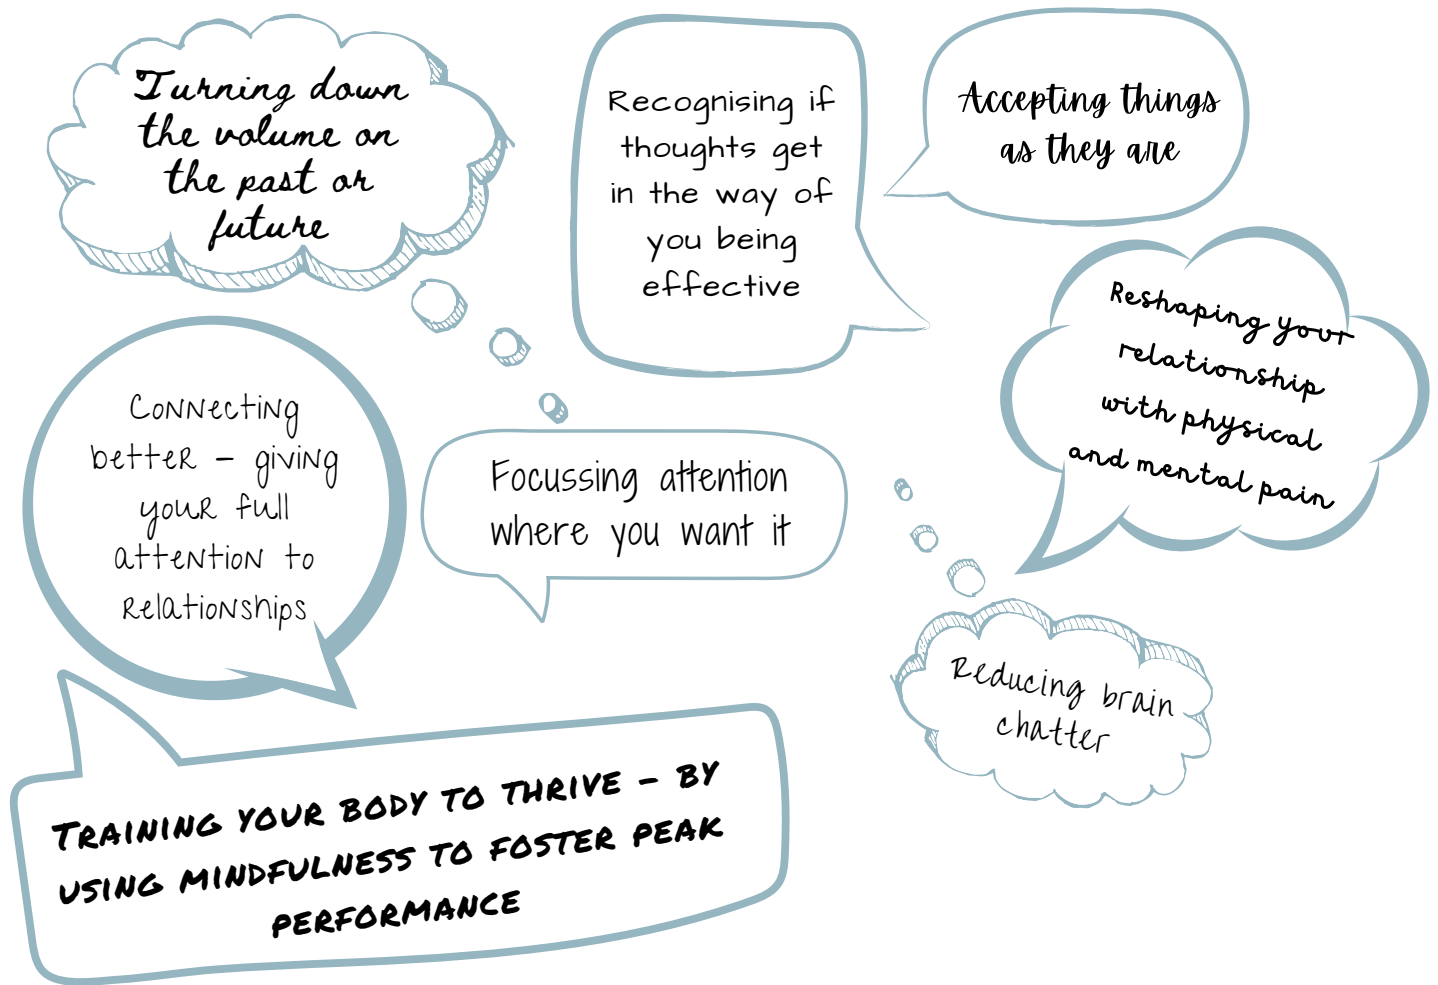 Turning down
the volume on
the past or
future
Recognising if
thoughts get
in the way of
you being
effective
Accepting things
as they are
Reshaping your
relationship
with physical
and mental pain
Connecting
better - giving
your full
attention to
relationships
Focussing attention
where you want it
Reducing brain
chatter
Training your body to thrive - by
using mindfulness to foster peak
performance